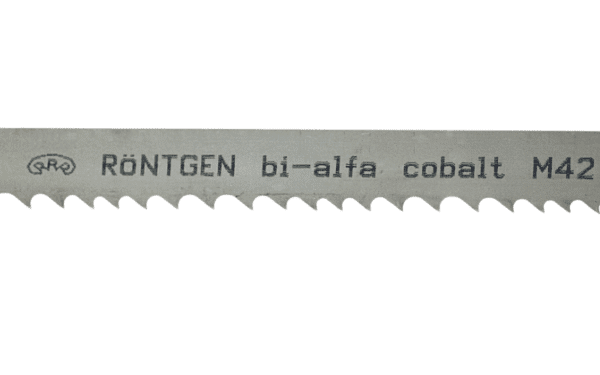 RöNTGEN bi-alfa cobalt M42